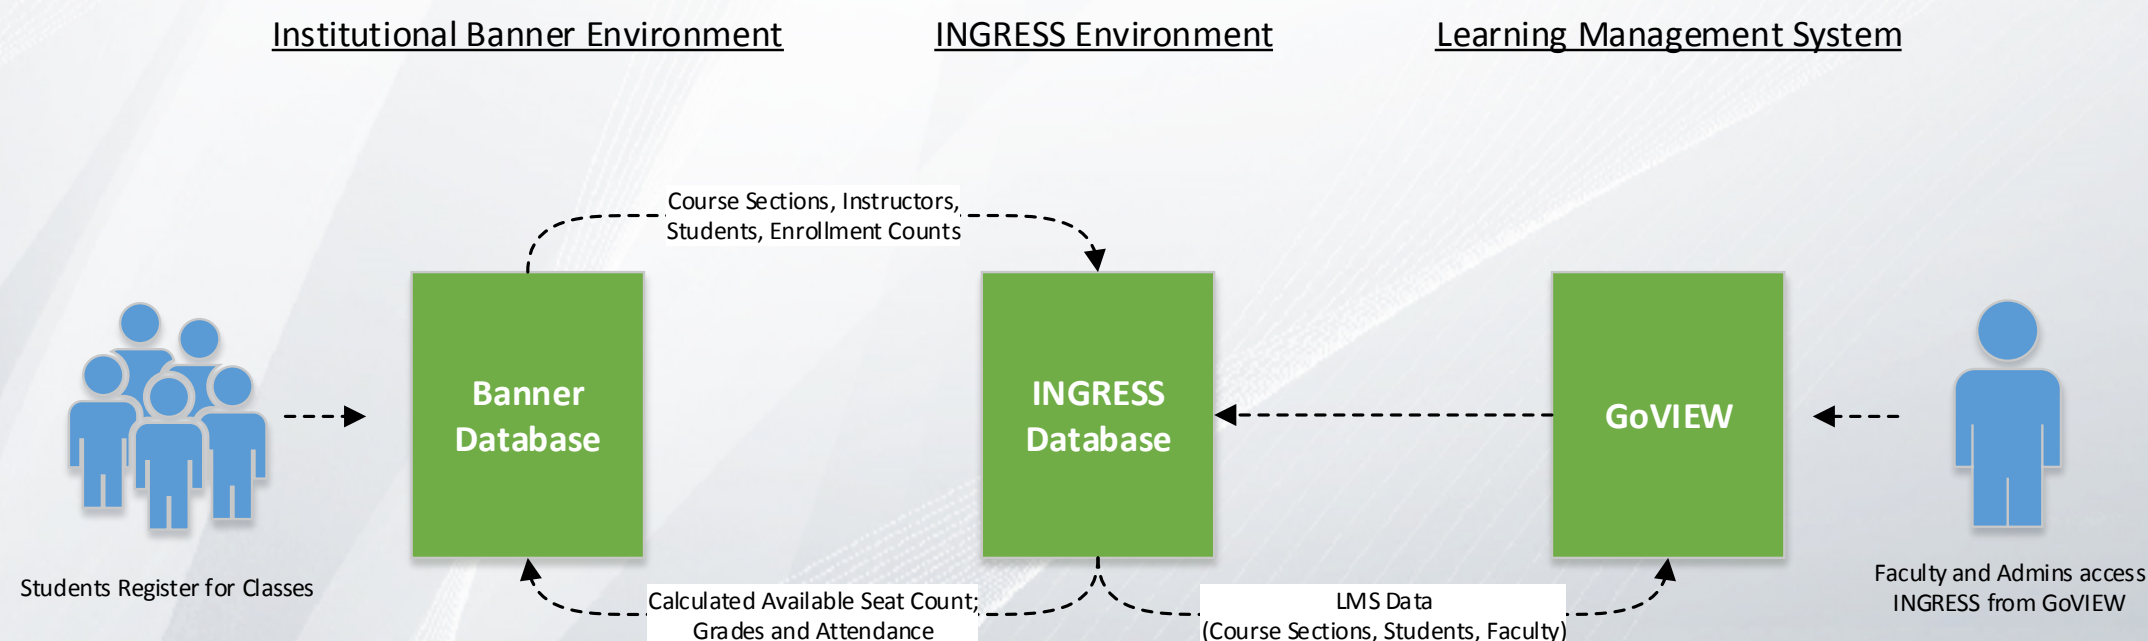 Institutional Banner Environment
INGRESS Environment
Learning Management System
Course Sections, Instructors,
Students, Enrollment Counts
Banner
Database
INGRESS
Database
GoVIEW
Students Register for Classes
Calculated Available Seat Count;
Grades and Attendance
LMS Data
(Course Sections, Students, Faculty)
Faculty and Admins access
INGRESS from GoVIEW